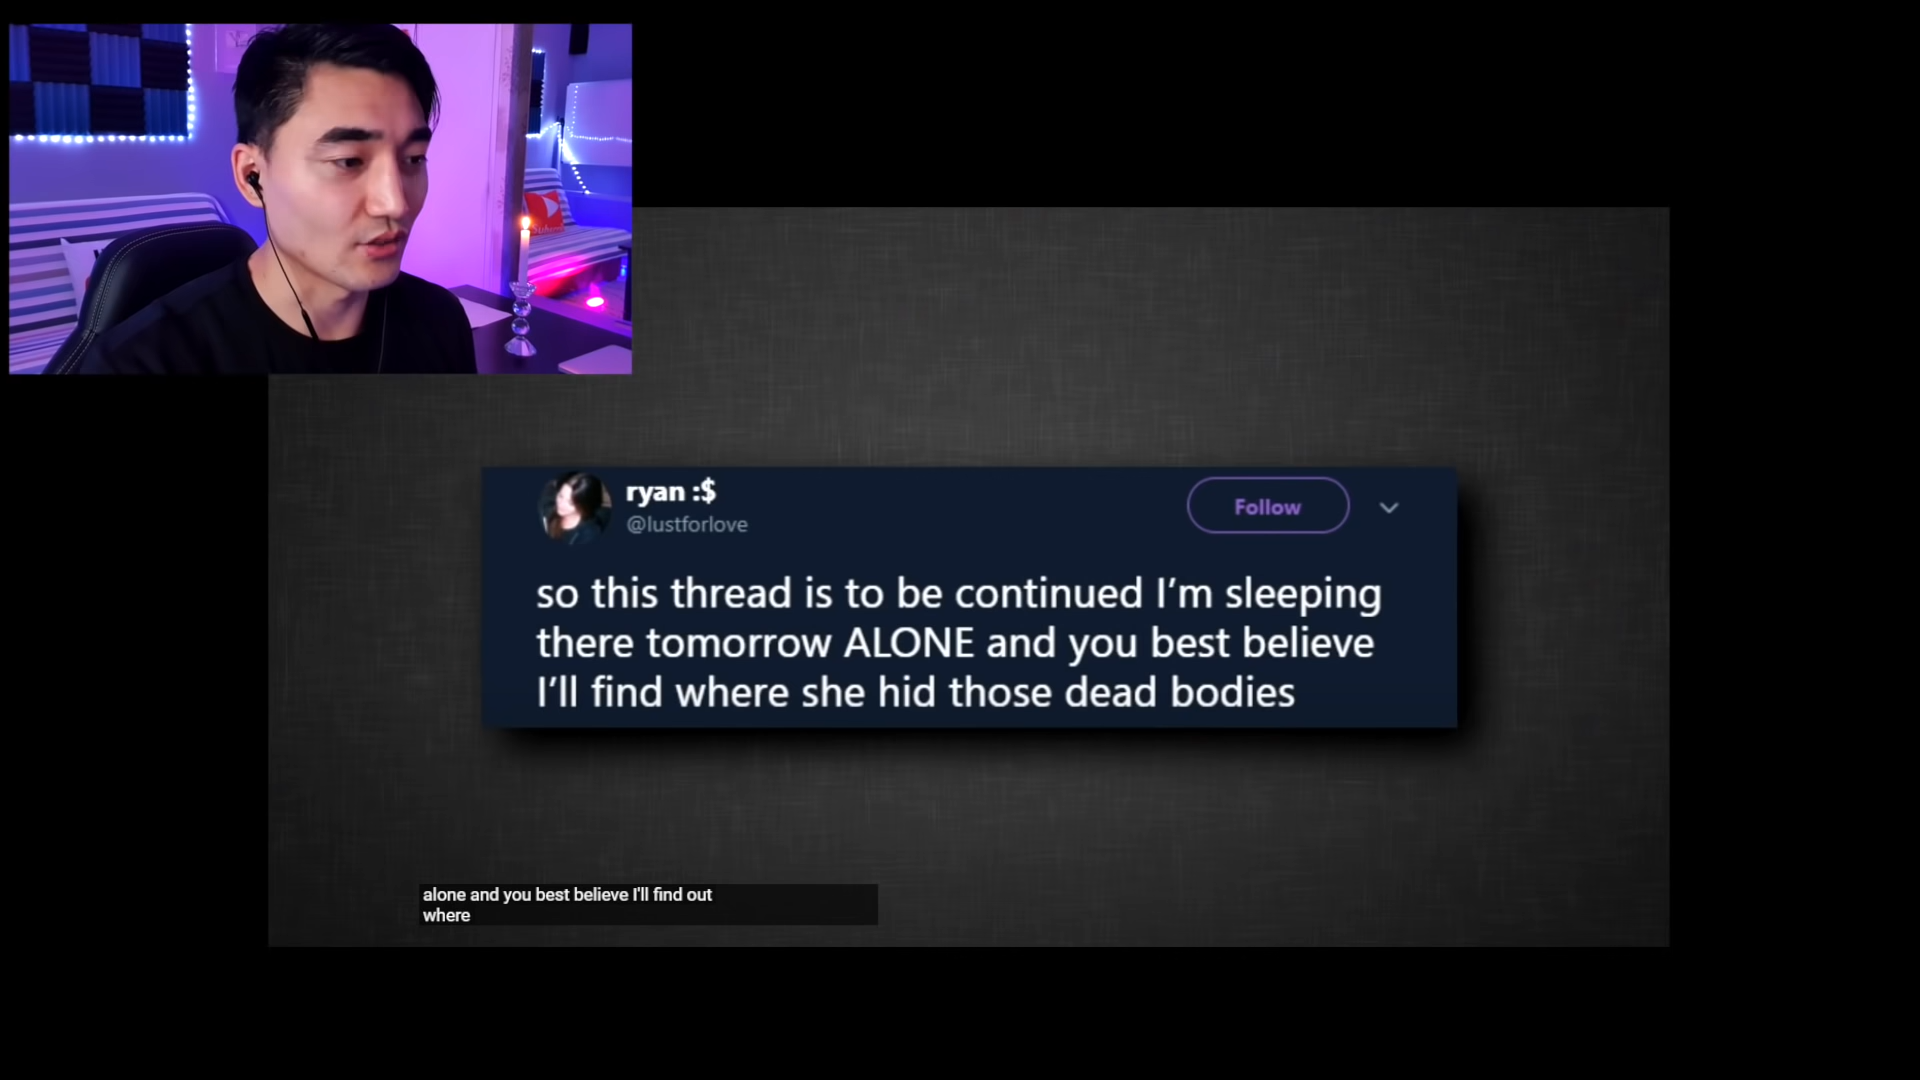 ryan :$
@lustforlove
Follow
so this thread is to be continued I'm sleeping
there tomorrow ALONE and you best believe
I'll find where she hid those dead bodies
alone and you best believe I'll find out
where